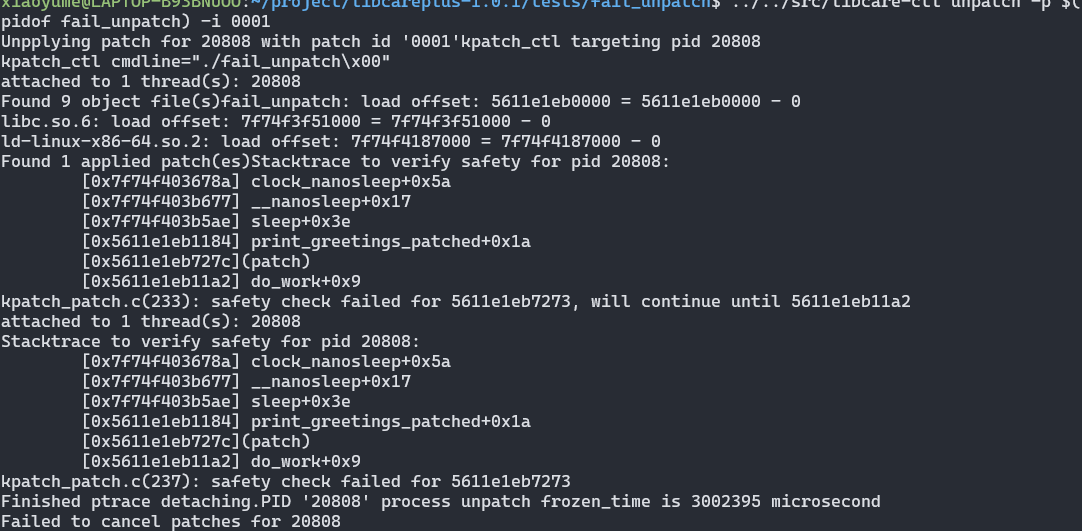 xiaoyume@LAPTOP-B93BNUOO:~/project/libcareplus-1.0.1/tests/fail_unpatch$ ../../src/libcare-ctl unpatch -p $(
pidof fail_unpatch) -i 0001
Unpplying patch for 20808 with patch id '0001'kpatch_ctl targeting pid 20808
kpatch_ctl cmdline="./fail_unpatch\x00"
attached to 1 thread(s): 20808
Found 9 object file(s)fail_unpatch: load offset: 5611e1eb0000 = 5611e1eb0000 - 0
libc.so.6: load offset: 7f74f3f51000 = 7f74f3f51000 - 0
ld-linux-x86-64.so.2: load offset: 7f74f4187000 = 7f74f4187000 - 0
Found 1 applied patch(es)Stacktrace to verify safety for pid 20808:
[0x7f74f403678a] clock_nanosleep+0x5a
[0x7f74f403b677] __nanosleep+0x17
[0x7f74f403b5ae] sleep+0x3e
[0x5611e1eb1184] print_greetings_patched+0x1a
[0x5611e1eb727c](patch)
[0x5611e1eb11a2] do_work+0x9
kpatch_patch.c(233): safety check failed for 5611e1eb7273, will continue until 5611e1eb11a2
attached to 1 thread(s): 20808
Stacktrace to verify safety for pid 20808:
[0x7f74f403678a] clock_nanosleep+0x5a
[0x7f74f403b677] __nanosleep+0x17
[0x7f74f403b5ae] sleep+0x3e
[0x5611e1eb1184] print_greetings_patched+0x1a
[0x5611e1eb727c](patch)
[0x5611e1eb11a2] do_work+0x9
kpatch_patch.c(237): safety check failed for 5611e1eb7273
Finished ptrace detaching.PID '20808' process unpatch frozen_time is 3002395 microsecond
Failed to cancel patches for 20808